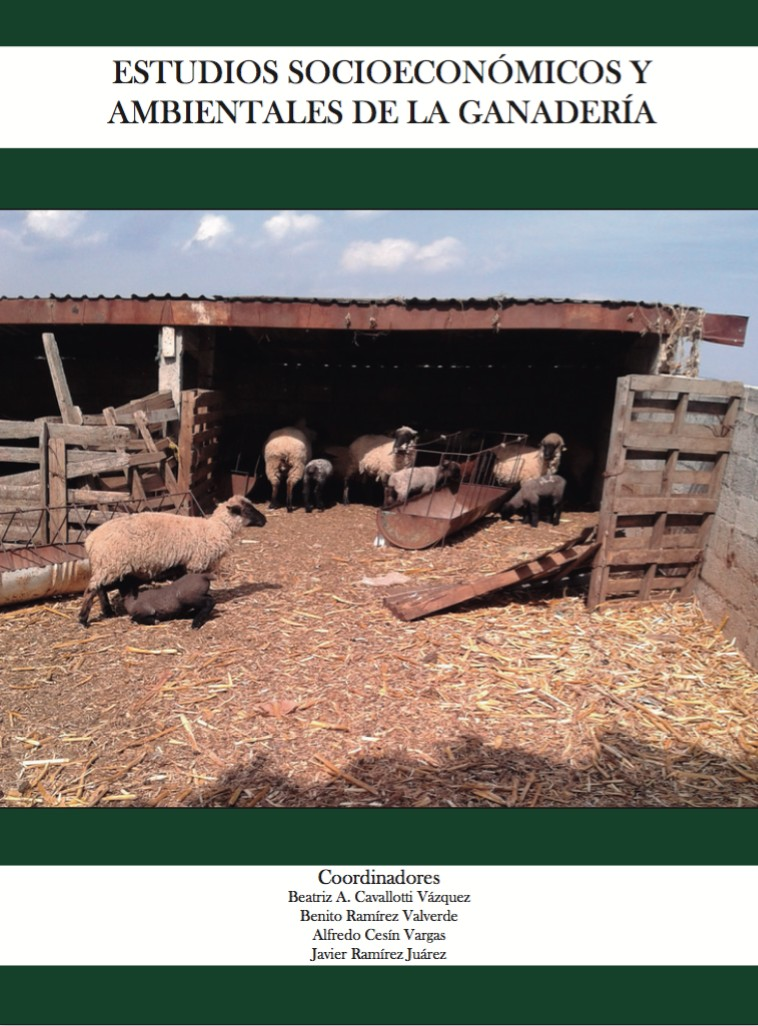 ESTUDIOS SOCIOECONÓMICOS Y
AMBIENTALES DE LA GANADERÍA
Coordinadores
Beatriz A. Cavallotti Vázquez
Benito Ramírez Valverde
Alfredo Cesín Vargas
Javier Ramírez Juárez